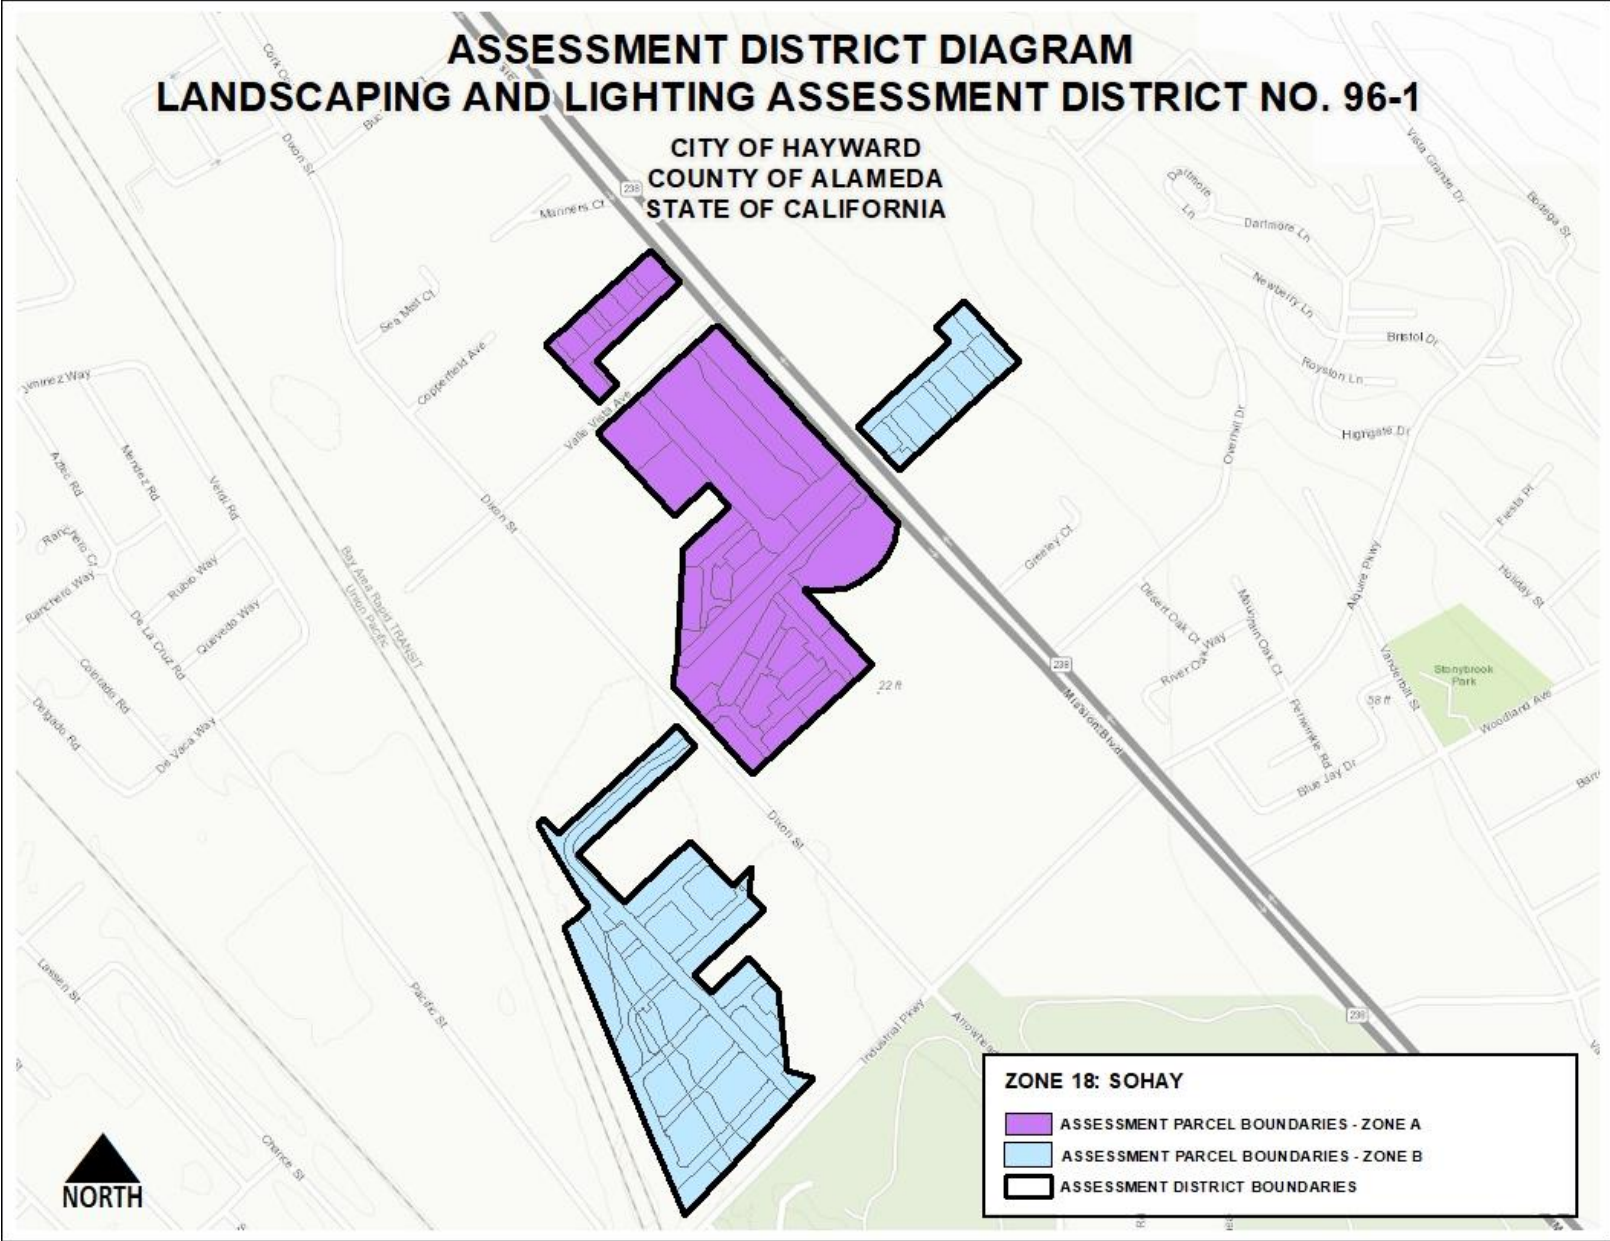 ASSESSMENT DISTRICT DIAGRAM
LANDSCAPING AND LIGHTING ASSESSMENT DISTRICT NO. 96-1
CITY OF HAYWARD
COUNTY OF ALAMEDA
STATE OF CALIFORNIA
Dixon St
238
Manners Ct
Sea Mist Ct
Copperfield Ave
Valle Vista Ave
Dixon St
Vista Grande Dr
Bodega St
Dartmore
Ln
Dartmore Ln
Newberry Ln
Bristol Dr
Royston Ln
Highgate Dr
Overhill Dr
Fiesta Pl
Holiday St
Alquire Pkwy
Greeley Ct
Desert Oak Ct
River Oak Way
Mountain Oak Ct
Periwinkle Rd
Blue Jay Dr
Vanderbilt St
Stonybrook
Park
Woodland Ave
58 ft
22 ft
238
Mission Blvd
Aztec Rd
Mendez Rd
Verdi Rd
Ranchero Ct
Ranchero Way
Rubio Way
De La Cruz Rd
Quevedo Way
Colorado Rd
Delgado Rd
De Vaca Way
Bay Area Rapid TRANSIT
Union Pacific
Dixon St
Lassen St
Pacific St
Chance St
Industrial Pkwy
238
ZONE 18: SOHAY
ASSESSMENT PARCEL BOUNDARIES - ZONE A
ASSESSMENT PARCEL BOUNDARIES - ZONE B
ASSESSMENT DISTRICT BOUNDARIES
NORTH